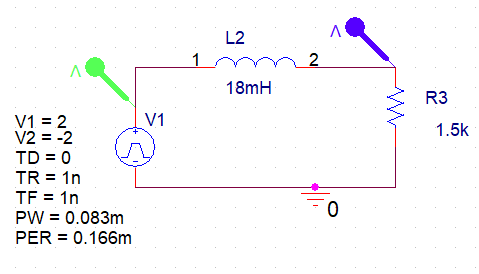 V
V
L2
1
2
18mH
R3
1.5k
V1
V1 = 2
V2 = -2
TD = 0
TR = 1n
TF = 1n
PW = 0.083m
PER = 0.166m
+
-
0